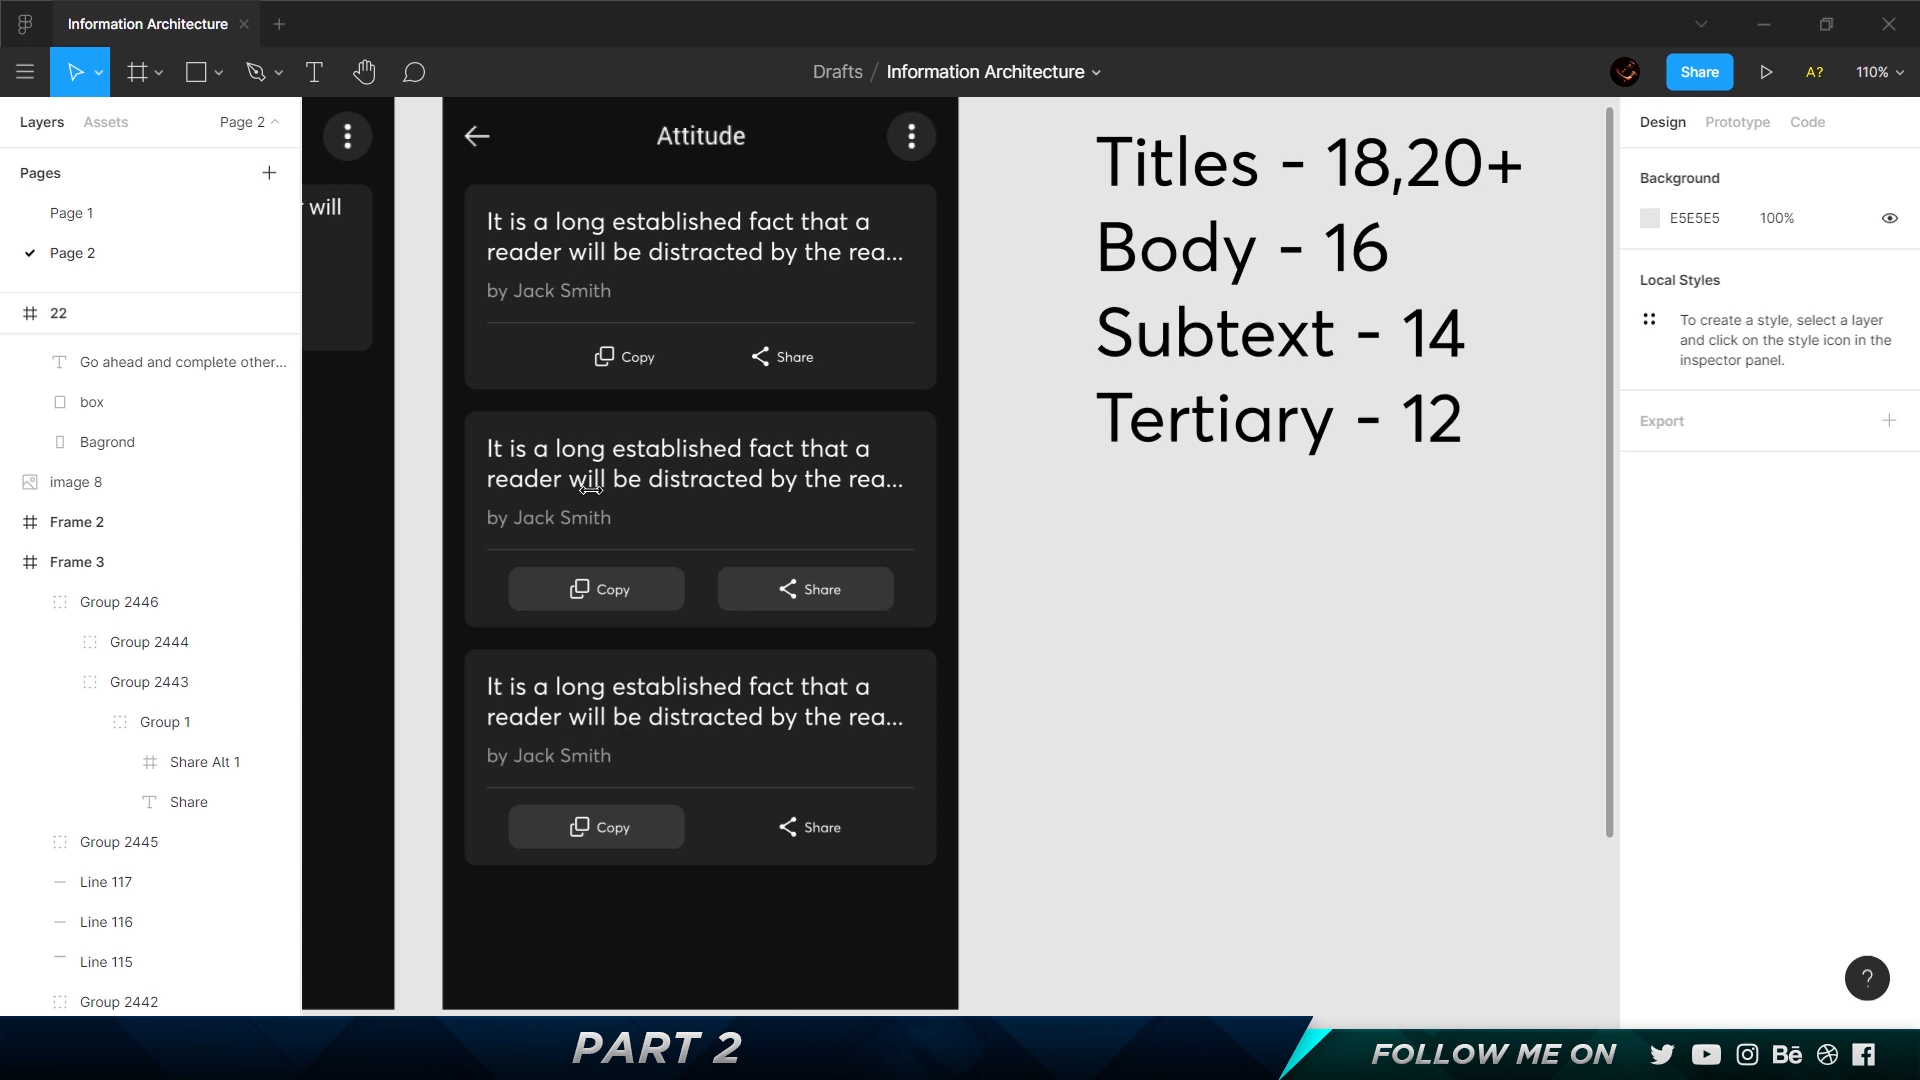 Information Architecture
Drafts / Information Architecture
Share
A?
110%
Layers
Assets
Page 2
Pages
Page 1
Page 2
22
Go ahead and complete other...
box
Bagrond
image 8
Frame 2
Frame 3
Group 2446
Group 2444
Group 2443
Group 1
Share Alt 1
Share
Group 2445
Line 117
Line 116
Line 115
Group 2442
will
Attitude
It is a long established fact that a
reader will be distracted by the rea...
by Jack Smith
Copy
Share
It is a long established fact that a
reader will be distracted by the rea...
by Jack Smith
Copy
Share
It is a long established fact that a
reader will be distracted by the rea...
by Jack Smith
Copy
Share
Titles - 18,20+
Body - 16
Subtext - 14
Tertiary - 12
Design
Prototype
Code
Background
E5E5E5
100%
Local Styles
To create a style, select a layer
and click on the style icon in the
inspector panel.
Export
?
PART 2
FOLLOW ME ON
Bē